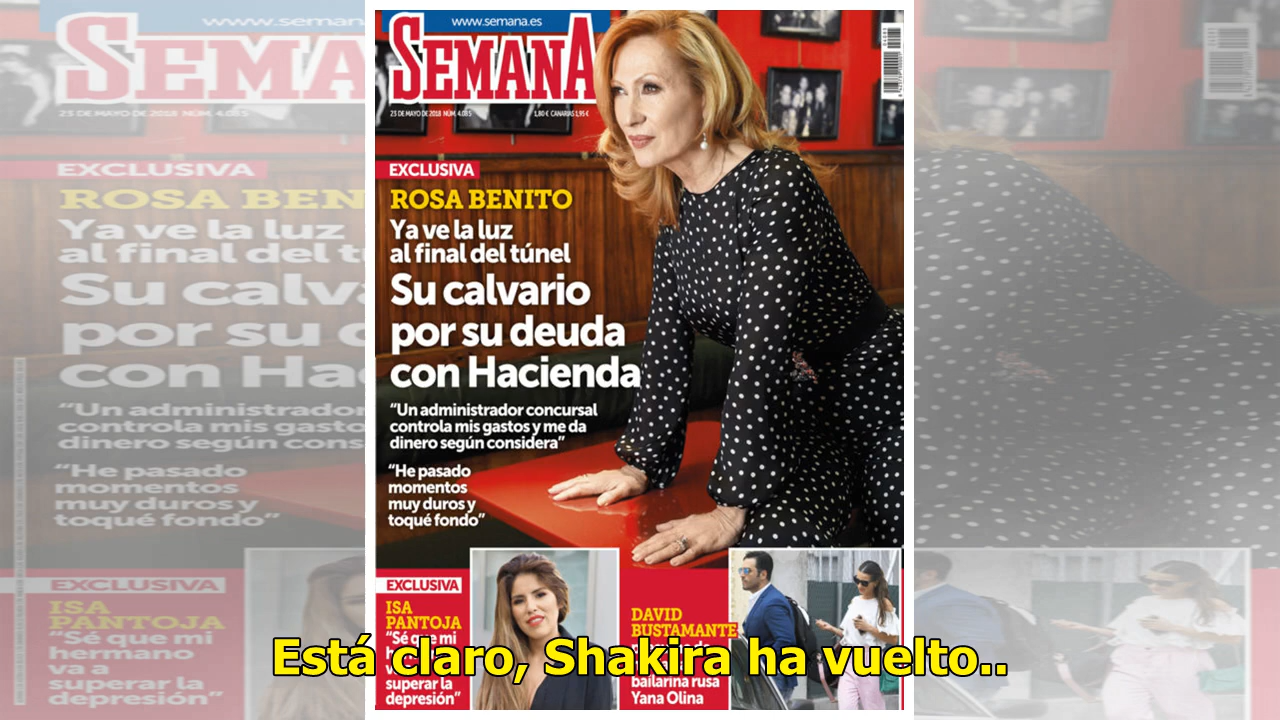 www.semana.es
SEMANA
23 DE MAYO DE 2018 NÚM. 4.085
1,80 € CANARIAS 1,95 €
EXCLUSIVA
ROSA BENITO
Ya ve la luz
al final del túnel
Su calvario
por su deuda
con Hacienda
“Un administrador concursal
controla mis gastos y me da
dinero según considera”
“He pasado
momentos
muy duros y
toqué fondo”
EXCLUSIVA
ISA
PANTOJA
“Sé que mi
superar la
depresión”
DAVID
BUSTAMANTE
bailarina rusa
Yana Olina
Está claro, Shakira ha vuelto..